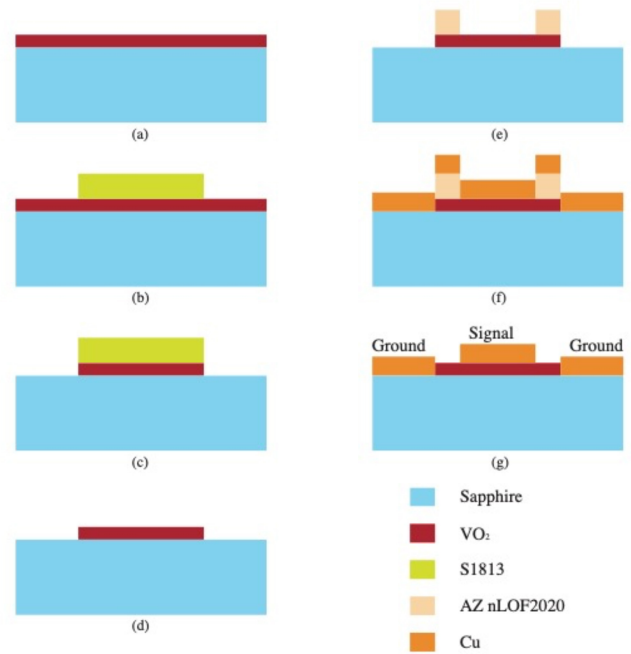 (a)
(b)
(c)
(d)
(e)
(f)
Ground Signal Ground
(g)
Sapphire
VO₂
S1813
AZ nLOF2020
Cu